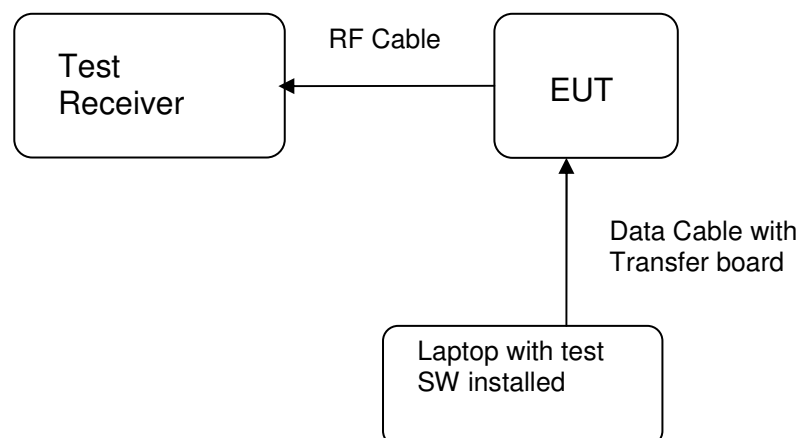 RF Cable
Test
Receiver
EUT
Data Cable with
Transfer board
Laptop with test
SW installed